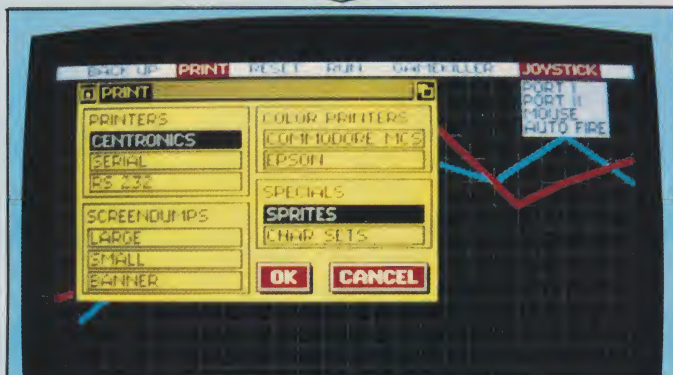 BACK UP PRINT RESET RUN GAMEKILLER JOYSTICK
PRINT
PRINTERS
CENTRONICS
SERIAL
RS 232
SCREENDUMPS
LARGE
SMALL
BANNER
COLOR PRINTERS
COMMODORE MCS
EPSON
SPECIALS
SPRITES
CHAR SETS
OK CANCEL
PORT I
PORT II
MOUSE
AUTO FIRE